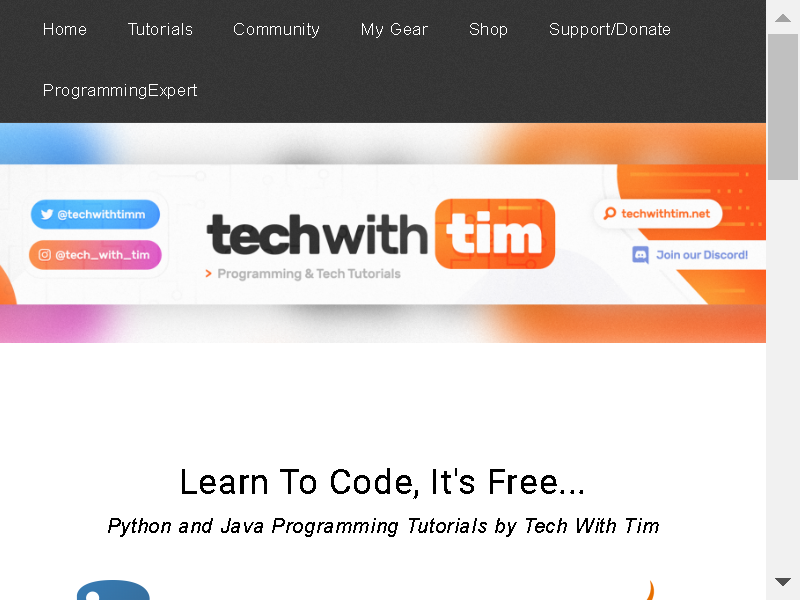 Home Tutorials Community My Gear Shop Support/Donate
ProgrammingExpert
@techwithtimm
@tech_with_tim
techwith tim
> Programming & Tech Tutorials
techwithtim.net
Join our Discord!
Learn To Code, It's Free...
Python and Java Programming Tutorials by Tech With Tim